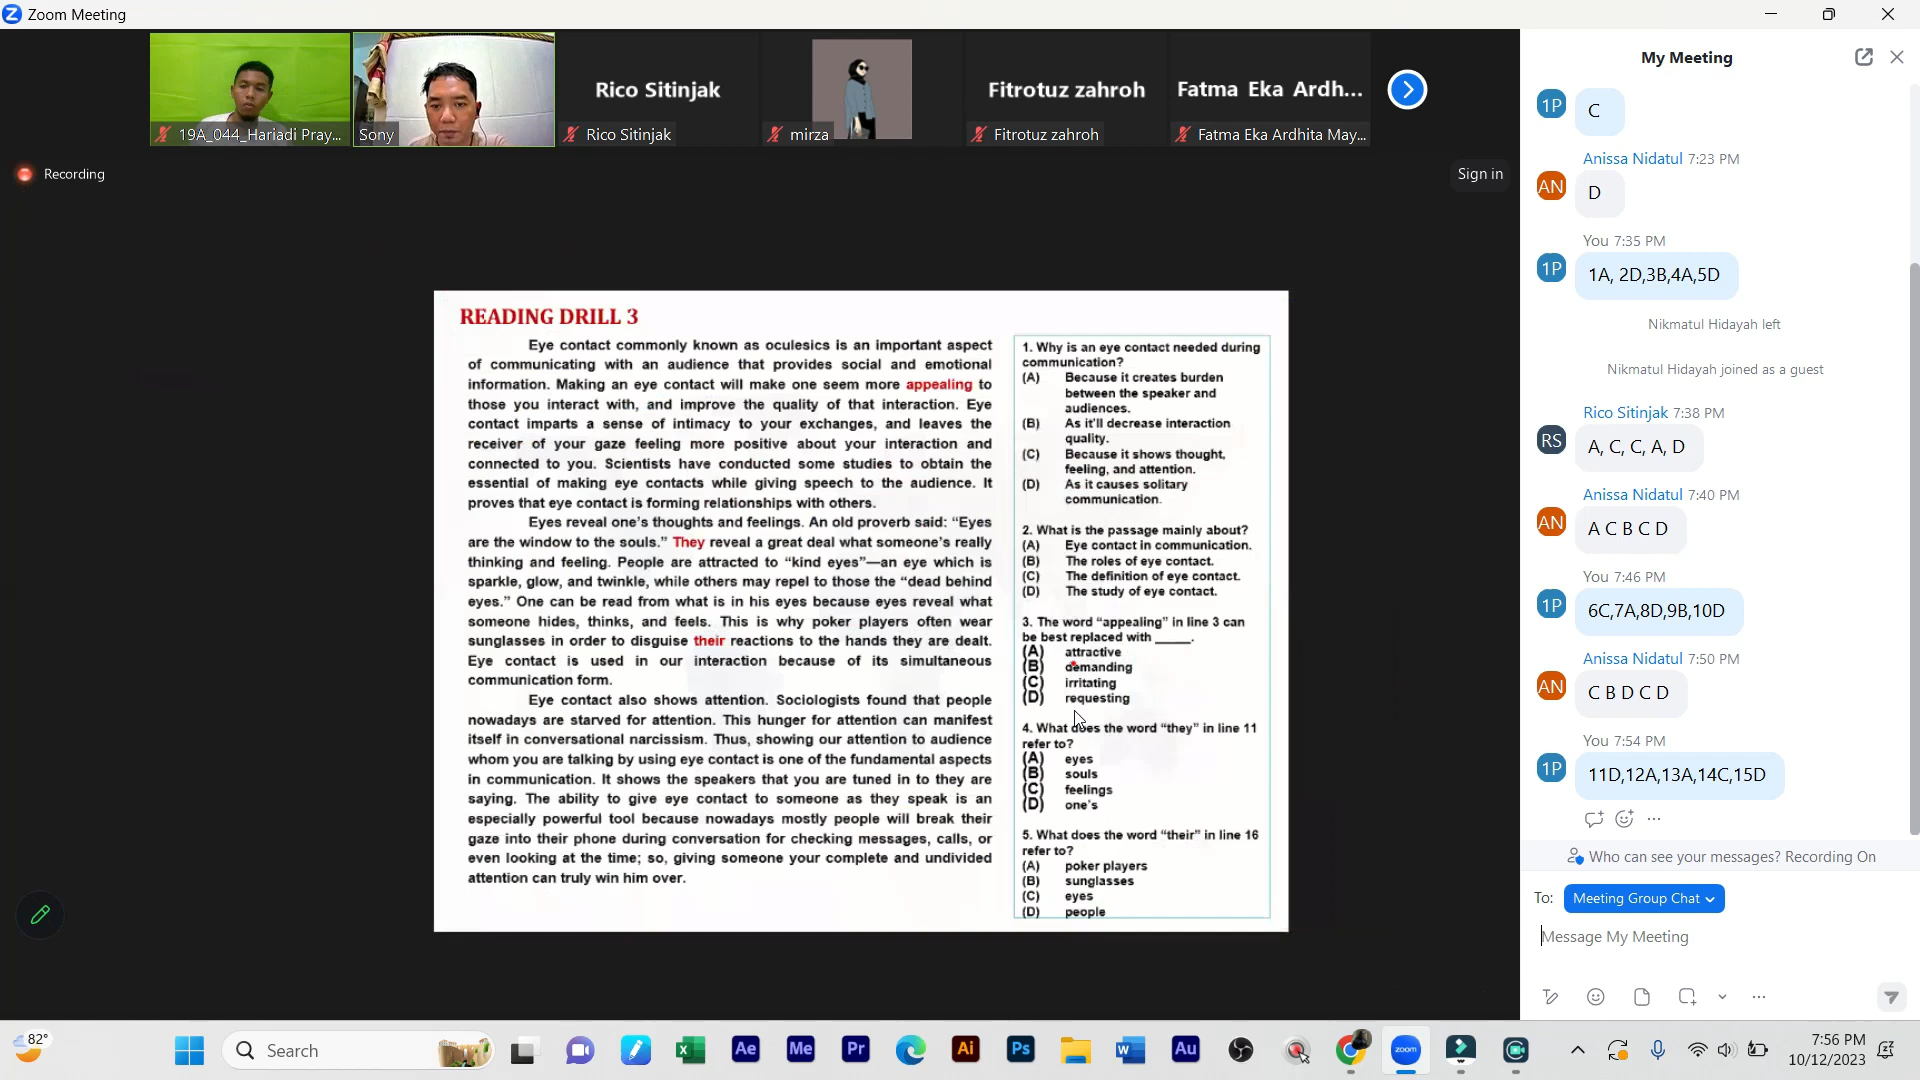 Zoom Meeting
19A_044_Hariadi Pray...
Sony
Rico Sitinjak
Rico Sitinjak
mirza
Fitrotuz zahroh
Fitrotuz zahroh
Fatma Eka Ardh...
Fatma Eka Ardhita May...
Recording
Sign in
READING DRILL 3
Eye contact commonly known as oculesics is an important aspect
of communicating with an audience that provides social and emotional
information. Making an eye contact will make one seem more appealing to
those you interact with, and improve the quality of that interaction. Eye
contact imparts a sense of intimacy to your exchanges, and leaves the
receiver of your gaze feeling more positive about your interaction and
connected to you. Scientists have conducted some studies to obtain the
essential of making eye contacts while giving speech to the audience. It
proves that eye contact is forming relationships with others.
Eyes reveal one's thoughts and feelings. An old proverb said: "Eyes
are the window to the souls." They reveal a great deal what someone's really
thinking and feeling. People are attracted to "kind eyes"—an eye which is
sparkle, glow, and twinkle, while others may repel to those the "dead behind
eyes." One can be read from what is in his eyes because eyes reveal what
someone hides, thinks, and feels. This is why poker players often wear
sunglasses in order to disguise their reactions to the hands they are dealt.
Eye contact is used in our interaction because of its simultaneous
communication form.
Eye contact also shows attention. Sociologists found that people
nowadays are starved for attention. This hunger for attention can manifest
itself in conversational narcissism. Thus, showing our attention to audience
whom you are talking by using eye contact is one of the fundamental aspects
in communication. It shows the speakers that you are tuned in to they are
saying. The ability to give eye contact to someone as they speak is an
especially powerful tool because nowadays mostly people will break their
gaze into their phone during conversation for checking messages, calls, or
even looking at the time; so, giving someone your complete and undivided
attention can truly win him over.
1. Why is an eye contact needed during
communication?
(A) Because it creates burden
between the speaker and
audiences.
(B) As it'll decrease interaction
quality.
(C) Because it shows thought,
feeling, and attention.
(D) As it causes solitary
communication.
2. What is the passage mainly about?
(A) Eye contact in communication.
(B) The roles of eye contact.
(C) The definition of eye contact.
(D) The study of eye contact.
3. The word "appealing" in line 3 can
be best replaced with _____.
(A) attractive
(B) demanding
(C) irritating
(D) requesting
4. What does the word "they" in line 11
refer to?
(A) eyes
(B) souls
(C) feelings
(D) one's
5. What does the word "their" in line 16
refer to?
(A) poker players
(B) sunglasses
(C) eyes
(D) people
My Meeting
1P
C
Anissa Nidatul 7:23 PM
AN
D
You 7:35 PM
1P
1A, 2D,3B,4A,5D
Nikmatul Hidayah left
Nikmatul Hidayah joined as a guest
Rico Sitinjak 7:38 PM
RS
A, C, C, A, D
Anissa Nidatul 7:40 PM
AN
A C B C D
You 7:46 PM
1P
6C,7A,8D,9B,10D
Anissa Nidatul 7:50 PM
AN
C B D C D
You 7:54 PM
1P
11D,12A,13A,14C,15D
Who can see your messages? Recording On
To: Meeting Group Chat
Message My Meeting
82°
Search
Ae
Me
Pr
Ai
Ps
Au
zoom
7:56 PM
10/12/2023